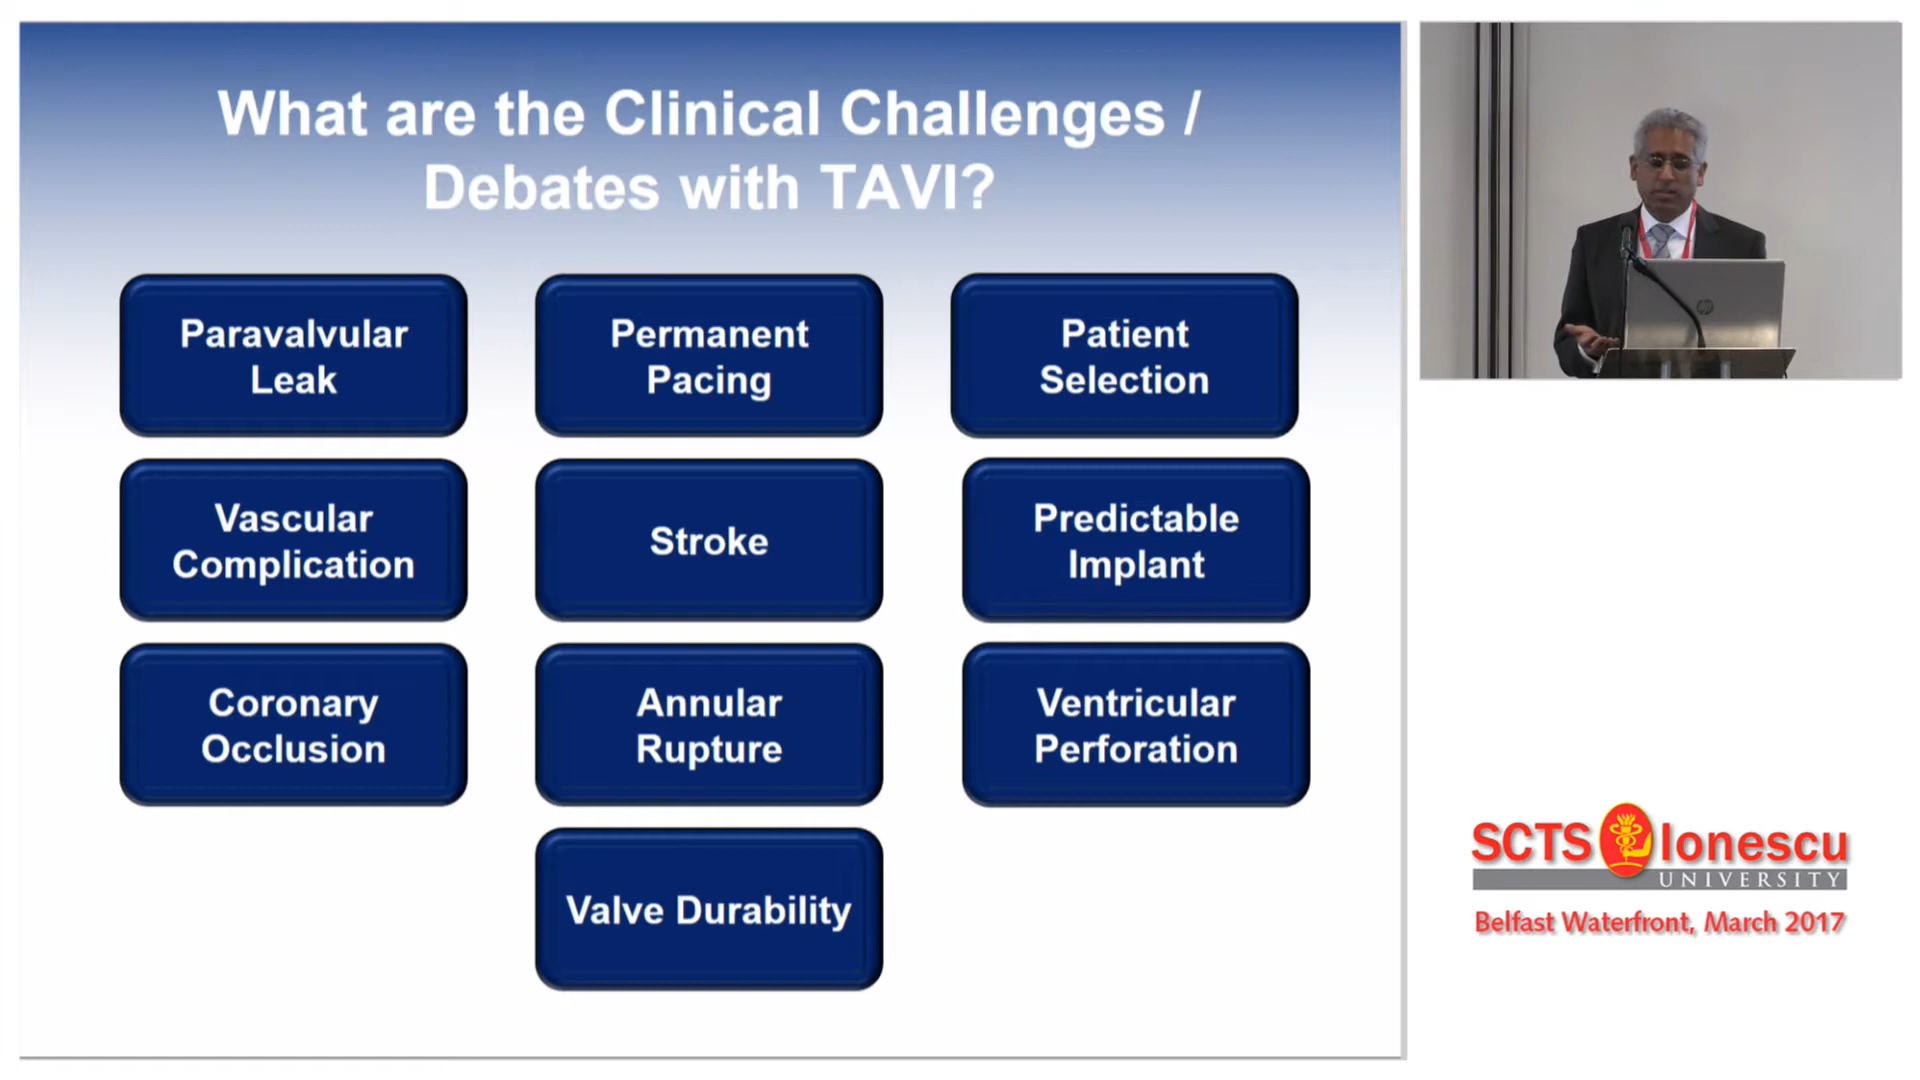 What are the Clinical Challenges /
Debates with TAVI?
Paravalvular
Leak
Permanent
Pacing
Patient
Selection
Vascular
Complication
Stroke
Predictable
Implant
Coronary
Occlusion
Annular
Rupture
Ventricular
Perforation
Valve Durability
hp
SCTS Ionescu
UNIVERSITY
Belfast Waterfront, March 2017